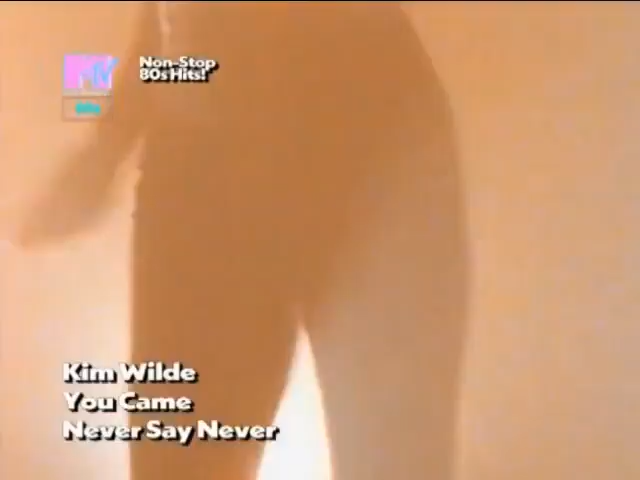 MTV
80s
Non-Stop
80s Hits!
Kim Wilde
You Came
Never Say Never